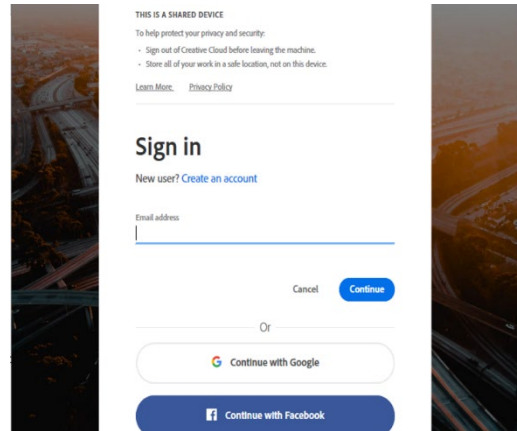 THIS IS A SHARED DEVICE
To help protect your privacy and security:
- Sign out of Creative Cloud before leaving the machine.
- Store all of your work in a safe location, not on this device.
Learn More Privacy Policy
Sign in
New user? Create an account
Email address
Cancel Continue
Or
Continue with Google
Continue with Facebook